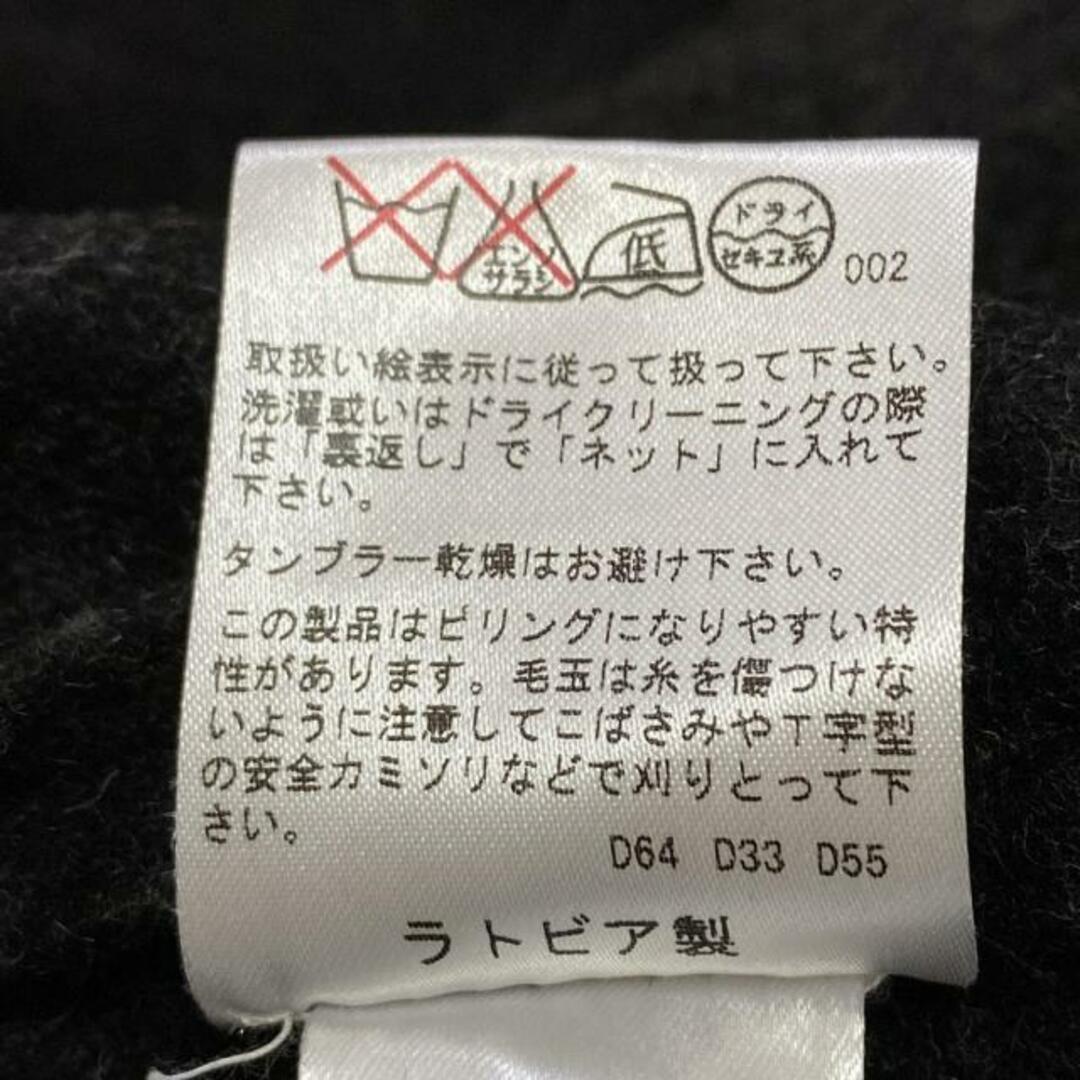 エンソ
サラシ
低
ドライ
セキユ系
002
取扱い絵表示に従って扱って下さい。
洗濯或いはドライクリーニングの際
は「裏返し」で「ネット」に入れて
下さい。
タンブラー乾燥はお避け下さい。
この製品はピリングになりやすい特
性があります。毛玉は糸を傷つけな
いように注意してこばさみやT字型
の安全カミソリなどで刈りとって下
さい。
D64 D33 D55
ラトビア製